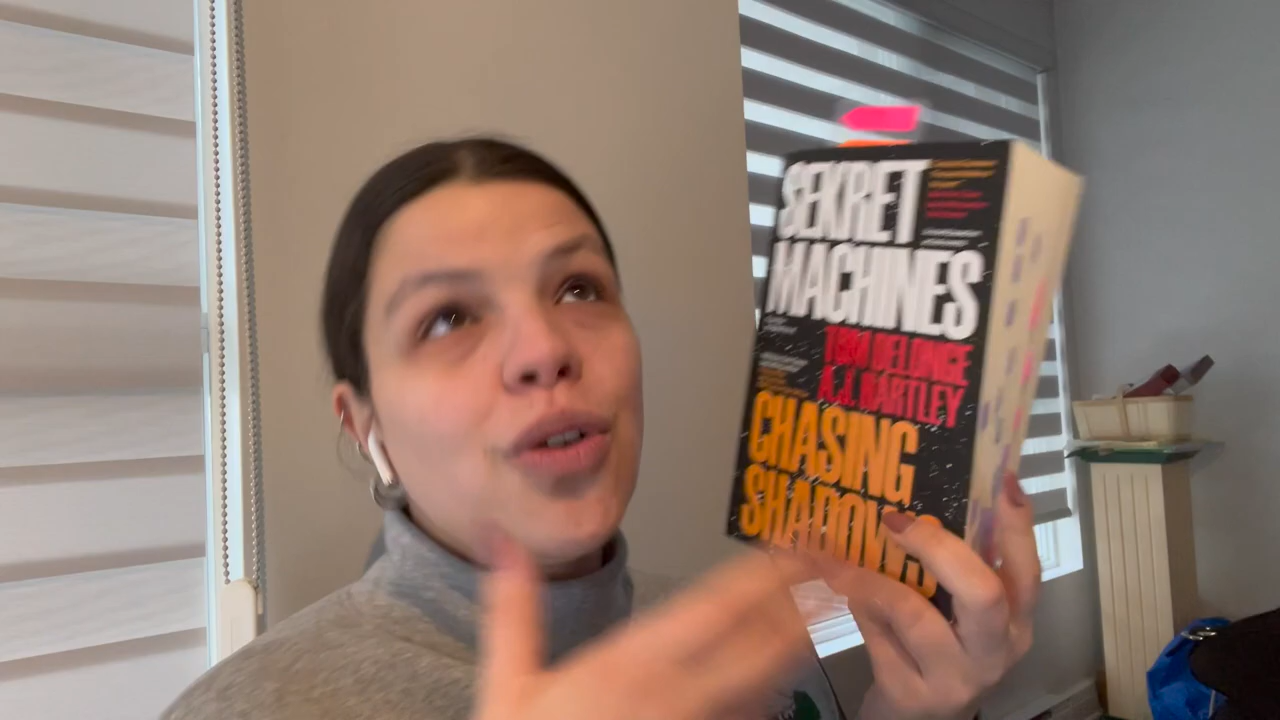 SEKRET
MACHINES
TOM DELONGE
A.J. HARTLEY
CHASING
SHADOWS